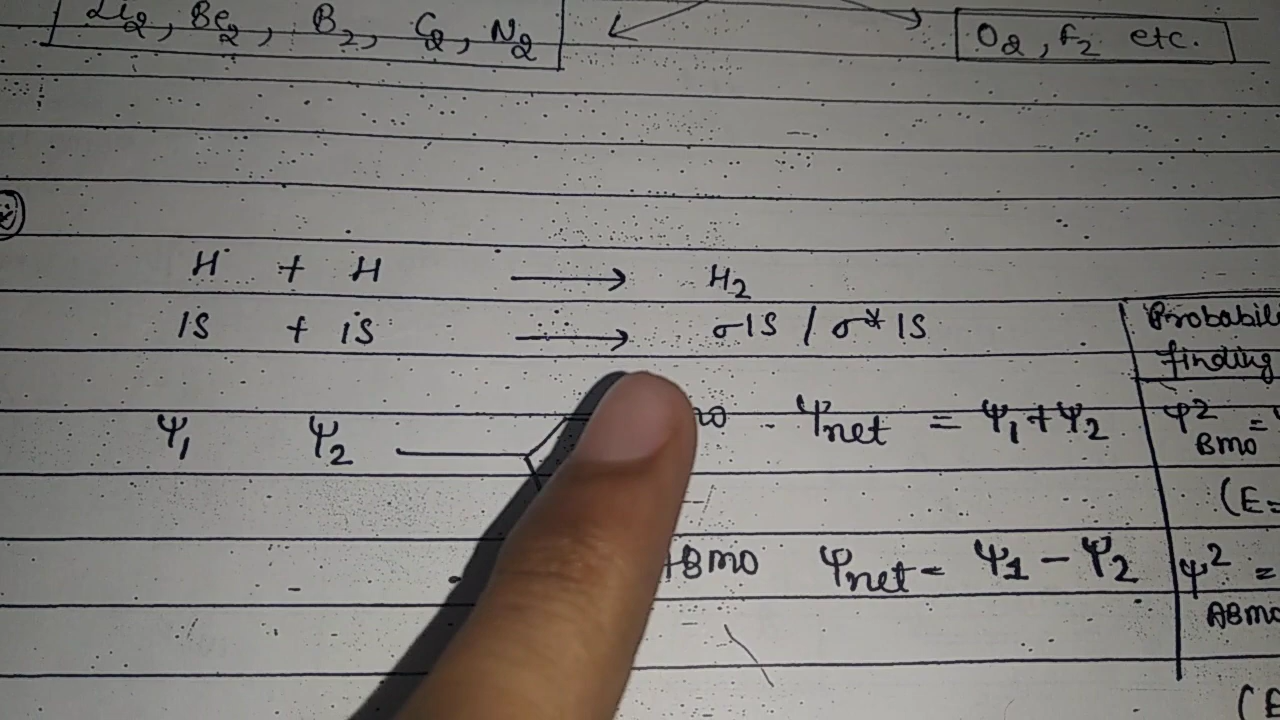 Li2, Be2, B2, C2, N2
O2, F2 etc.
H + H → H2
1S + 1S → σ1S / σ*1S
Probabili
finding
Ψ1 Ψ2 Ψnet = Ψ1+Ψ2
Ψ² =
BMO
(E=
ABMO Ψnet = Ψ1 - Ψ2
Ψ² =
ABMO
(E